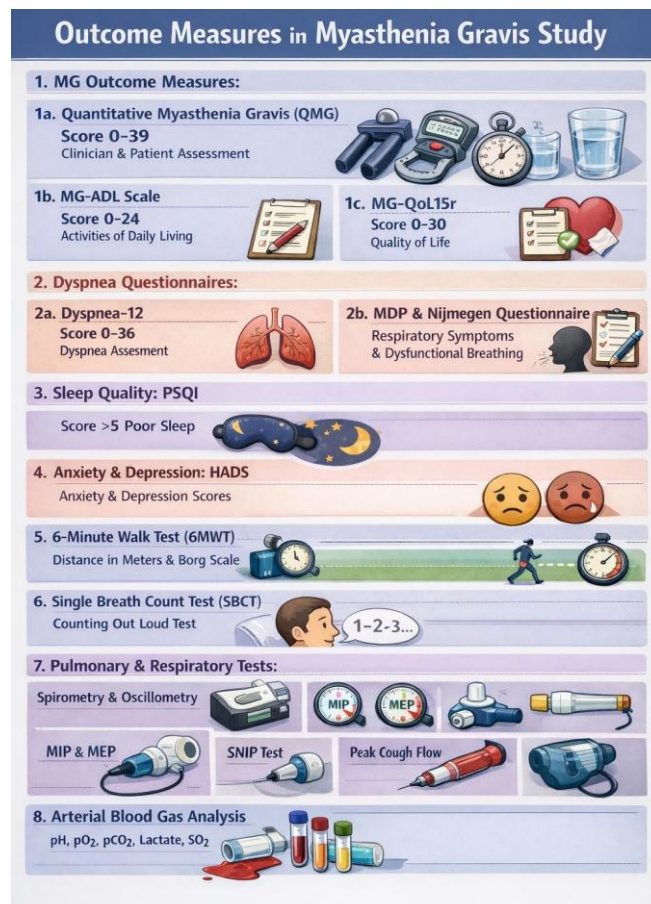 Outcome Measures in Myasthenia Gravis Study
1. MG Outcome Measures:
1a. Quantitative Myasthenia Gravis (QMG)
Score 0–39
Clinician & Patient Assessment
1b. MG-ADL Scale
Score 0–24
Activities of Daily Living
1c. MG-QoL15r
Score 0–30
Quality of Life
2. Dyspnea Questionnaires:
2a. Dyspnea-12
Score 0–36
Dyspnea Assesment
2b. MDP & Nijmegen Questionnaire
Respiratory Symptoms
& Dysfunctional Breathing
3. Sleep Quality: PSQI
Score >5 Poor Sleep
4. Anxiety & Depression: HADS
Anxiety & Depression Scores
5. 6-Minute Walk Test (6MWT)
Distance in Meters & Borg Scale
6. Single Breath Count Test (SBCT)
Counting Out Loud Test
1–2-3...
7. Pulmonary & Respiratory Tests:
Spirometry & Oscillometry
MIP
MEP
MIP & MEP
SNIP Test
Peak Cough Flow
8. Arterial Blood Gas Analysis
pH, pO₂, pCO₂, Lactate, SO₂